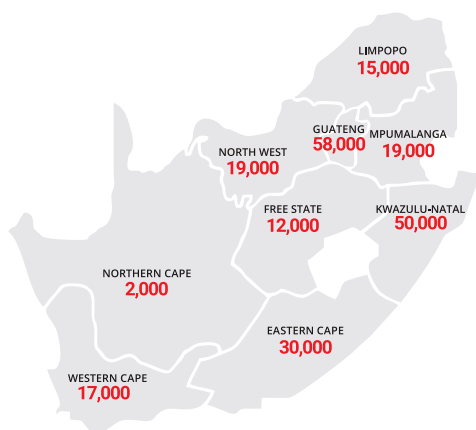 LIMPOPO
15,000
GUATENG
58,000
MPUMALANGA
19,000
NORTH WEST
19,000
FREE STATE
12,000
KWAZULU-NATAL
50,000
NORTHERN CAPE
2,000
EASTERN CAPE
30,000
WESTERN CAPE
17,000